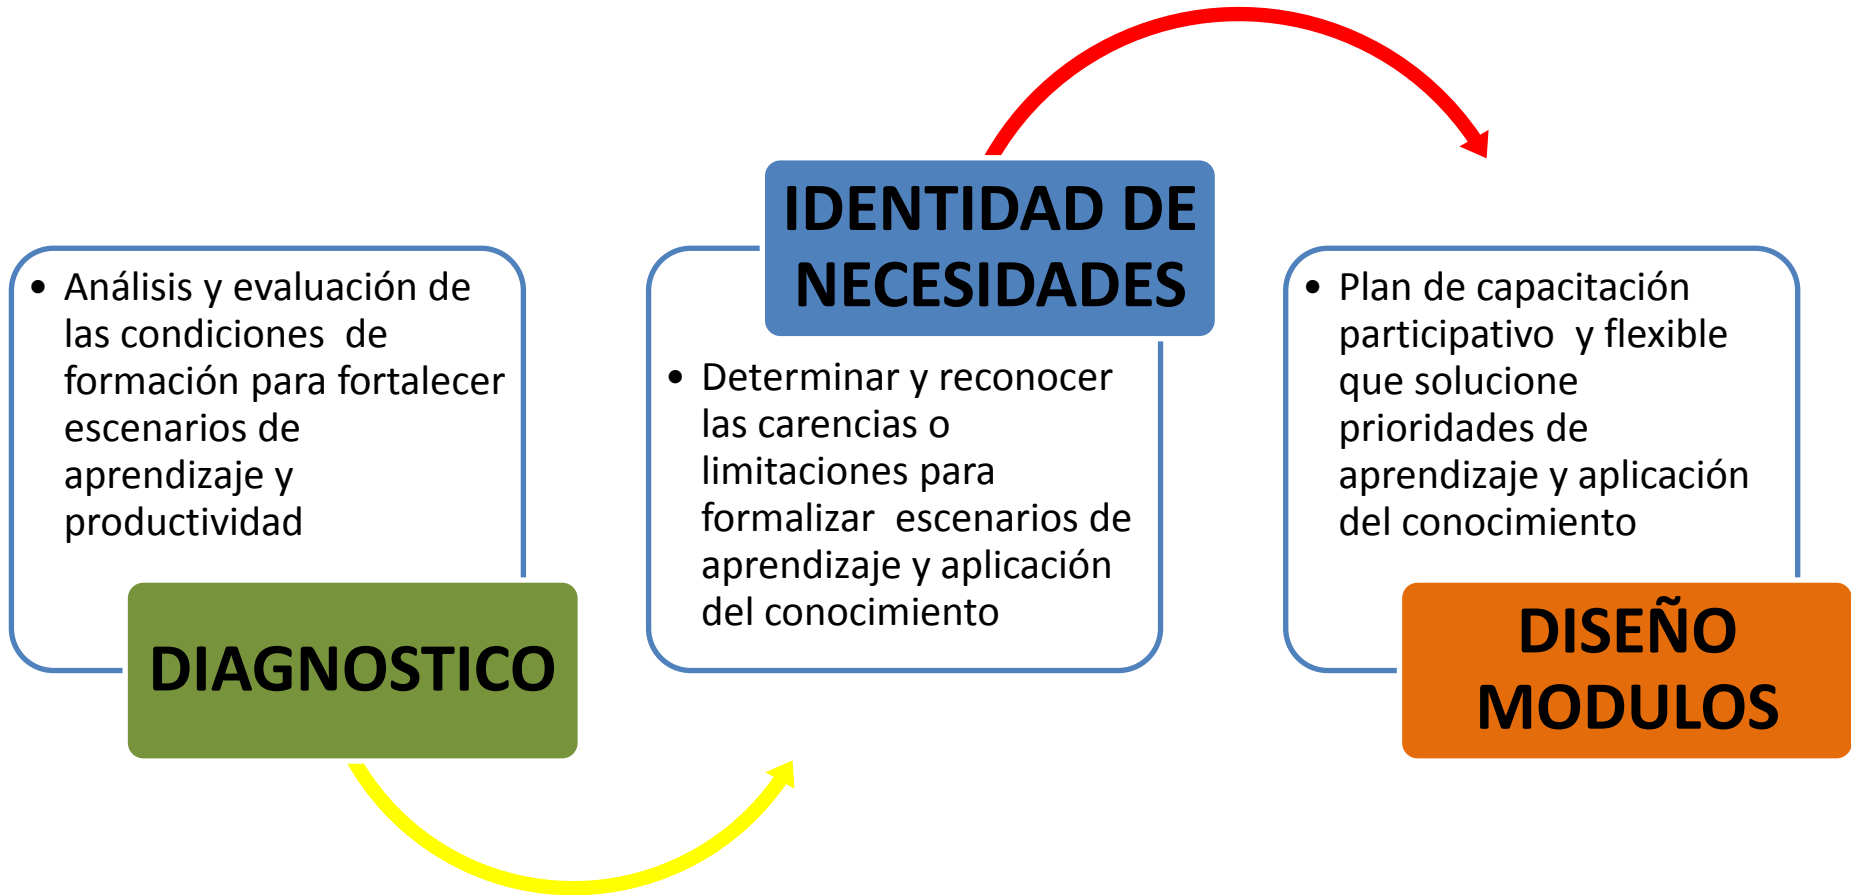 • Análisis y evaluación de
las condiciones de
formación para fortalecer
escenarios de
aprendizaje y
productividad
DIAGNOSTICO
IDENTIDAD DE
NECESIDADES
• Determinar y reconocer
las carencias o
limitaciones para
formalizar escenarios de
aprendizaje y aplicación
del conocimiento
• Plan de capacitación
participativo y flexible
que solucione
prioridades de
aprendizaje y aplicación
del conocimiento
DISEÑO
MODULOS